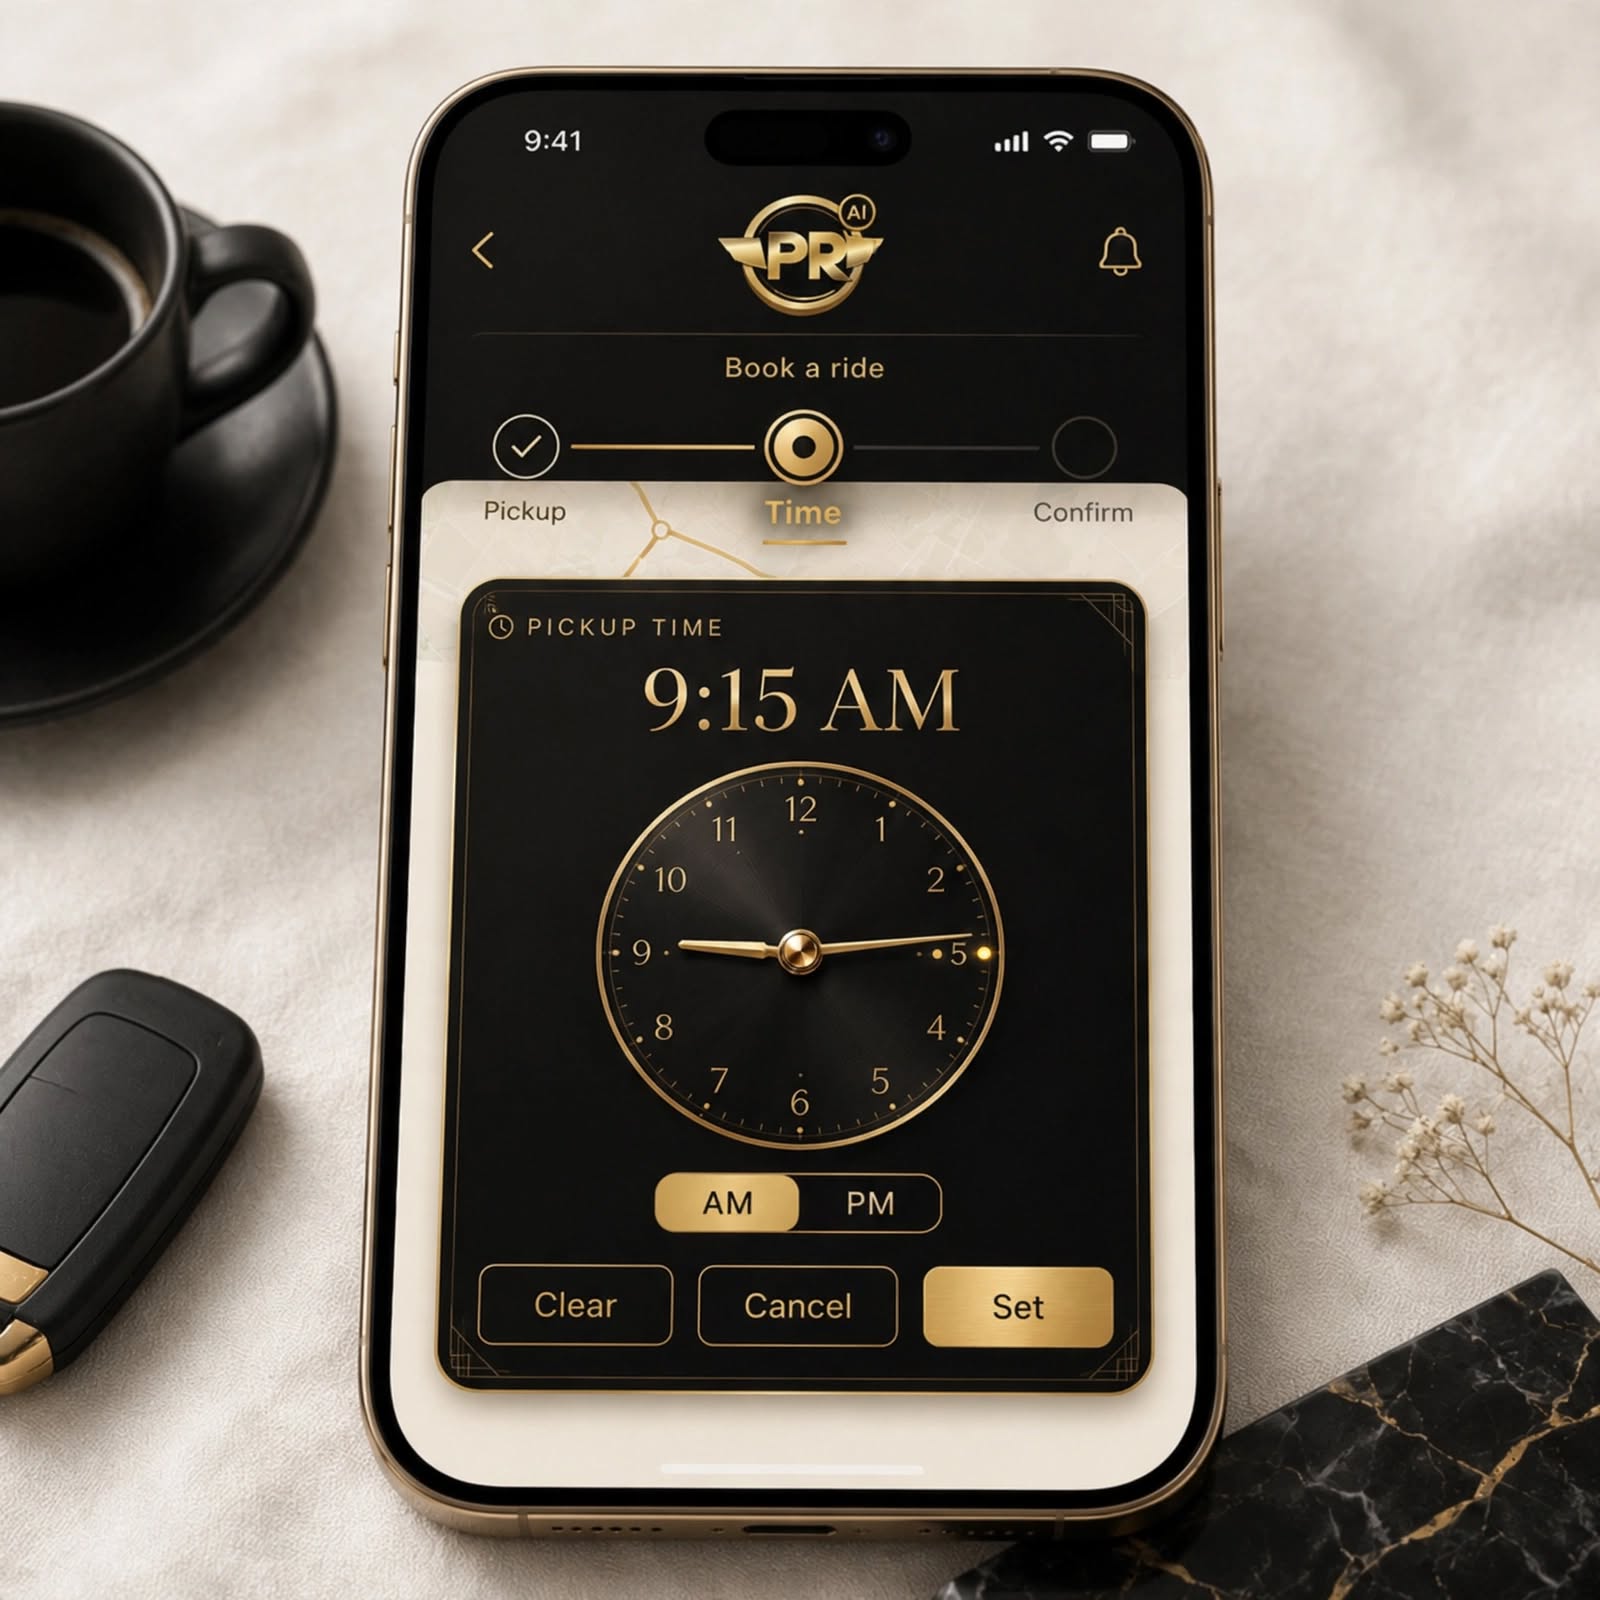 9:41
AI
PR
Book a ride
Pickup Time Confirm
PICKUP TIME
9:15 AM
12
11 1
10 2
9 5
8 4
7 5
6
AM PM
Clear Cancel Set